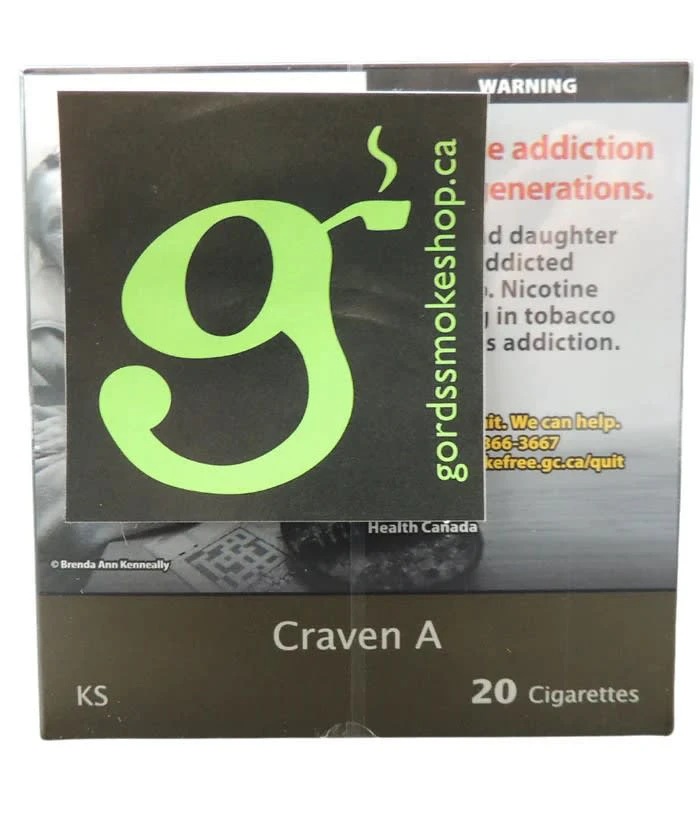 WARNING
e addiction
enerations.
d daughter
ddicted
. Nicotine
in tobacco
s addiction.
it. We can help.
366-3667
kefree.gc.ca/quit
g
gordssmokeshop.ca
Health Canada
© Brenda Ann Kenneally
Craven A
KS
20 Cigarettes